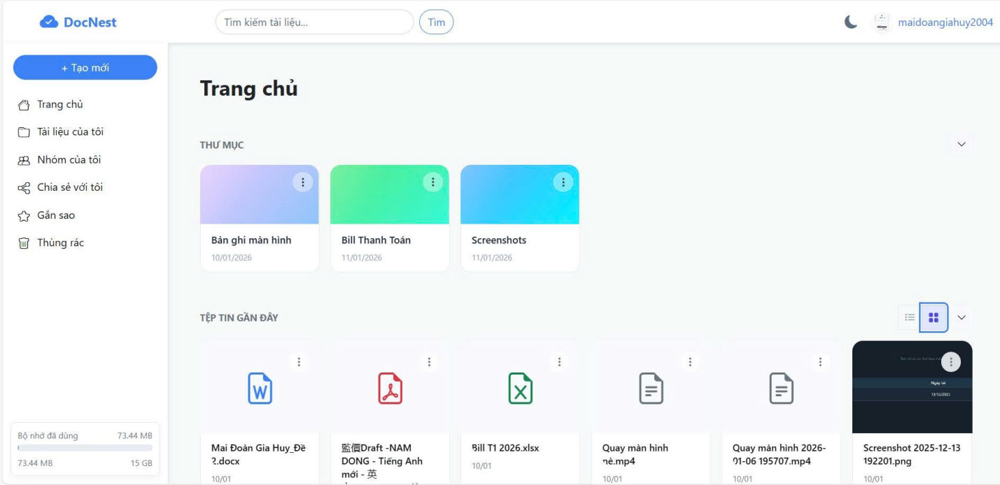 DocNest
Tìm kiếm tài liệu...
Tìm
maidoangiahuy2004
+ Tạo mới
Trang chủ
Tài liệu của tôi
Nhóm của tôi
Chia sẻ với tôi
Gắn sao
Thùng rác
Bộ nhớ đã dùng 73.44 MB
73.44 MB 15 GB
Trang chủ
THƯ MỤC
Bản ghi màn hình
10/01/2026
Bill Thanh Toán
11/01/2026
Screenshots
11/01/2026
TỆP TIN GẦN ĐÂY
Mai Đoàn Gia Huy_Đề
2.docx
10/01
監價Draft -NAM
DONG - Tiếng Anh
mới - 英
Bill T1 2026.xlsx
10/01
Quay màn hình
nè.mp4
10/01
Quay màn hình 2026-
01-06 195707.mp4
10/01
Ngày tải
13/12/2025
Screenshot 2025-12-13
192201.png
10/01